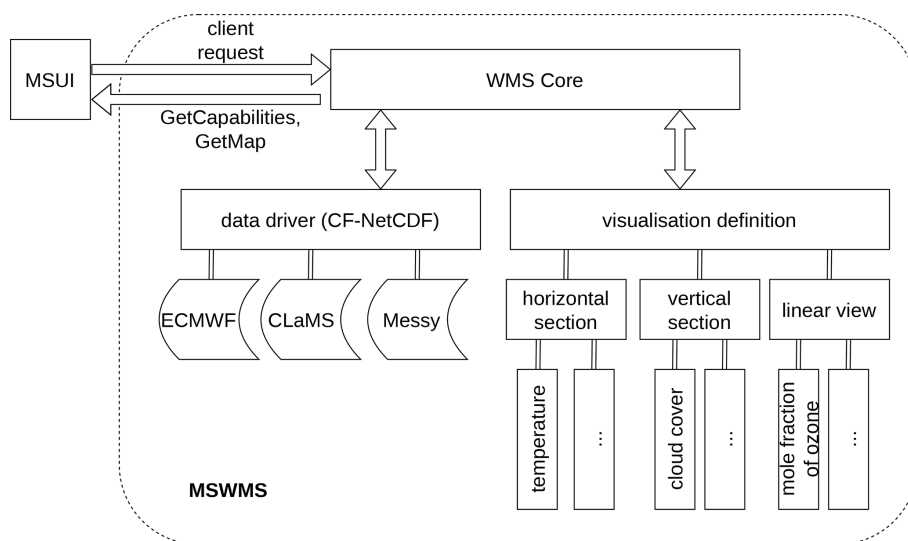 client
request
MSUI
WMS Core
GetCapabilities,
GetMap
data driver (CF-NetCDF)
visualisation definition
ECMWF
CLaMS
Messy
horizontal
section
vertical
section
linear view
temperature
...
cloud cover
...
mole fraction
of ozone
...
MSWMS